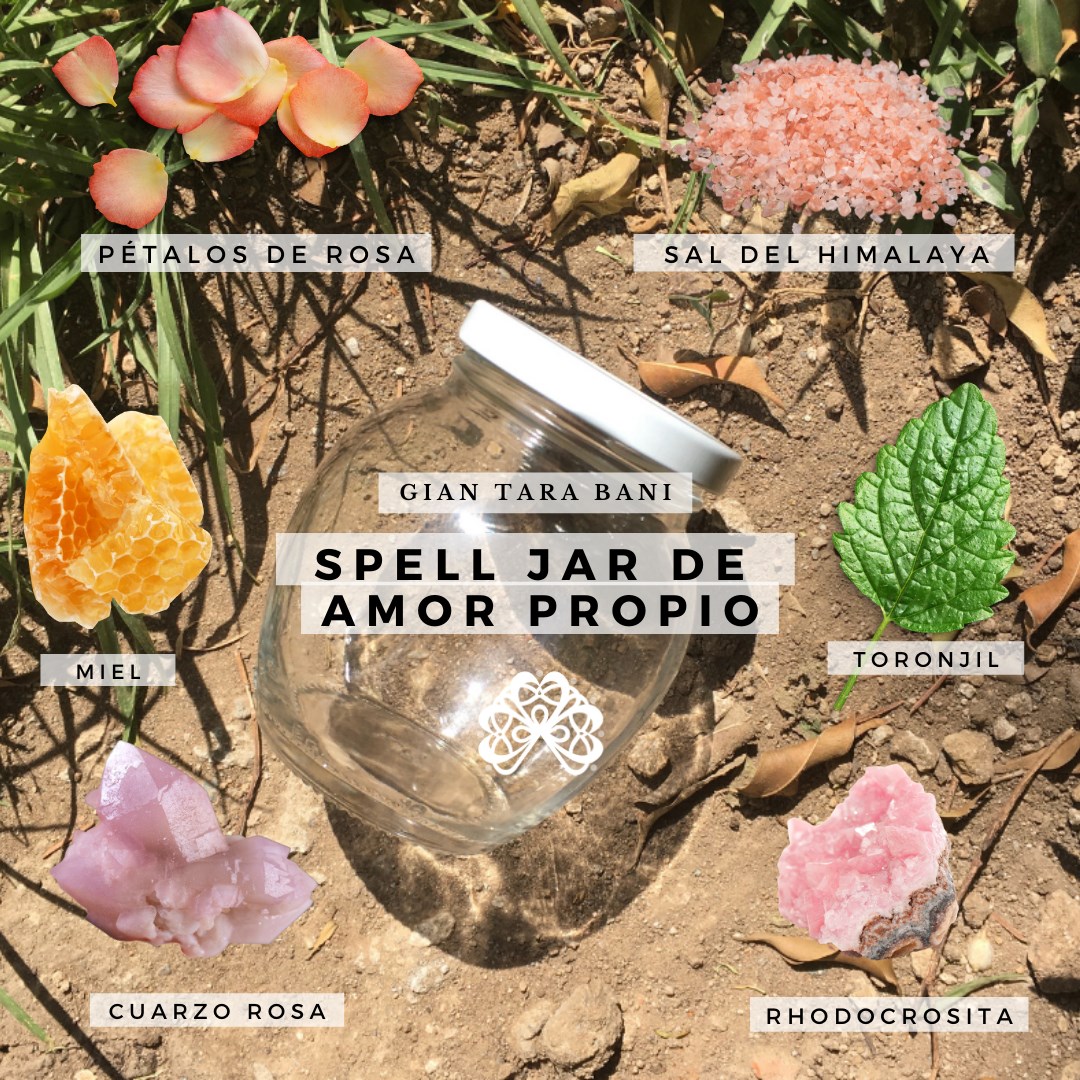 PÉTALOS DE ROSA
SAL DEL HIMALAYA
GIAN TARA BANI
SPELL JAR DE
AMOR PROPIO
MIEL
TORONJIL
CUARZO ROSA
RHODOCROSITA